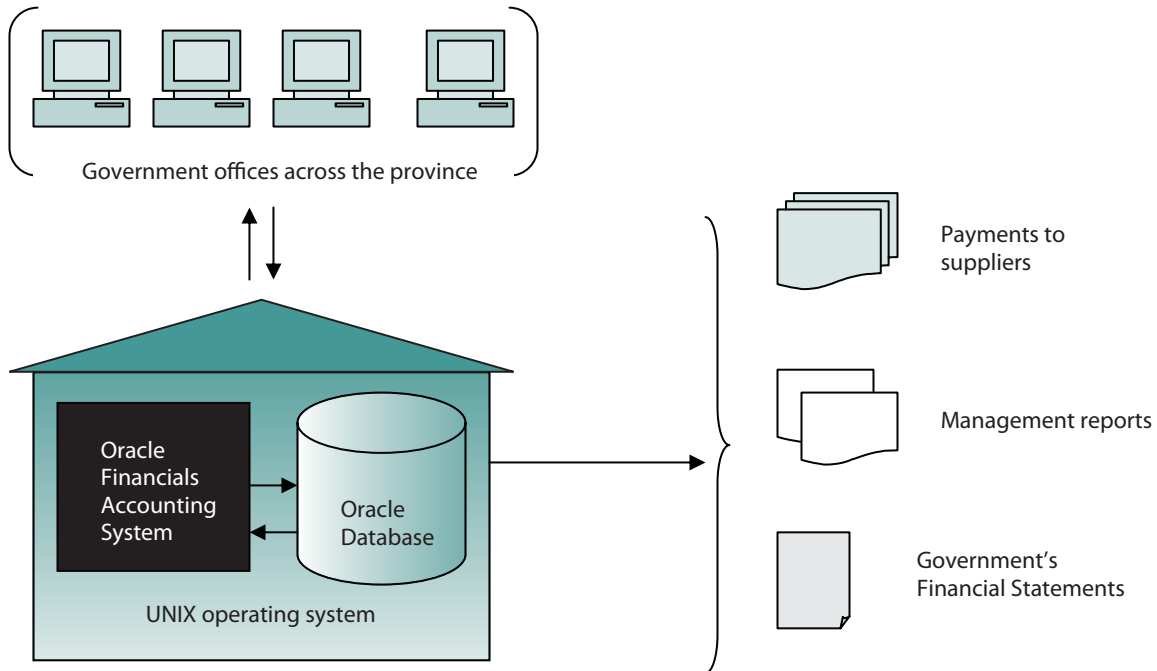 Government offices across the province
Oracle
Financials
Accounting
System
Oracle
Database
UNIX operating system
Payments to
suppliers
Management reports
Government's
Financial Statements